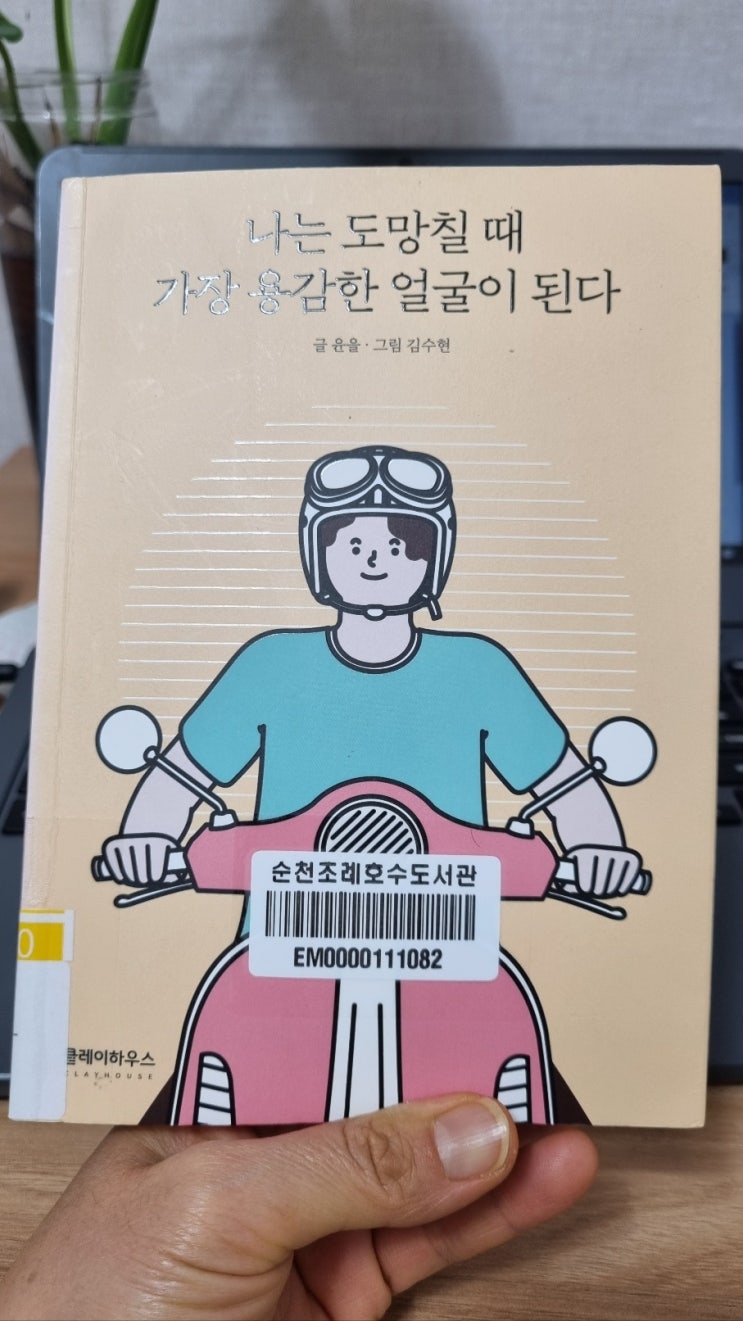 나는 도망칠 때
가장 용감한 얼굴이 된다
글 윤을 · 그림 김수현
순천조례호수도서관
EM0000111082
0
클레이하우스
CLAYHOUSE